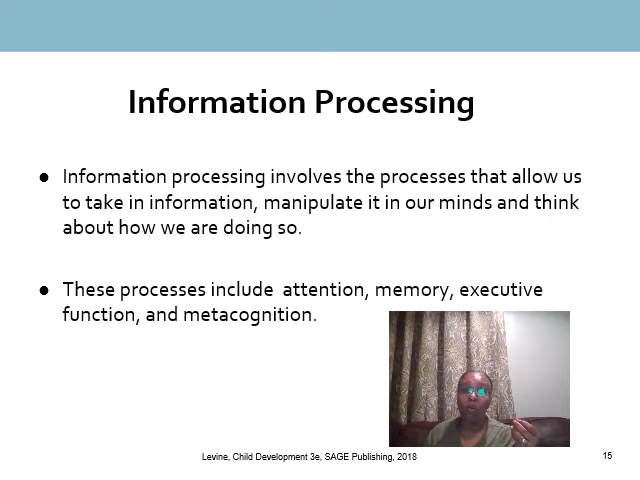 Information Processing
● Information processing involves the processes that allow us
to take in information, manipulate it in our minds and think
about how we are doing so.
● These processes include  attention, memory, executive
function, and metacognition.
Levine, Child Development 3e, SAGE Publishing, 2018
15